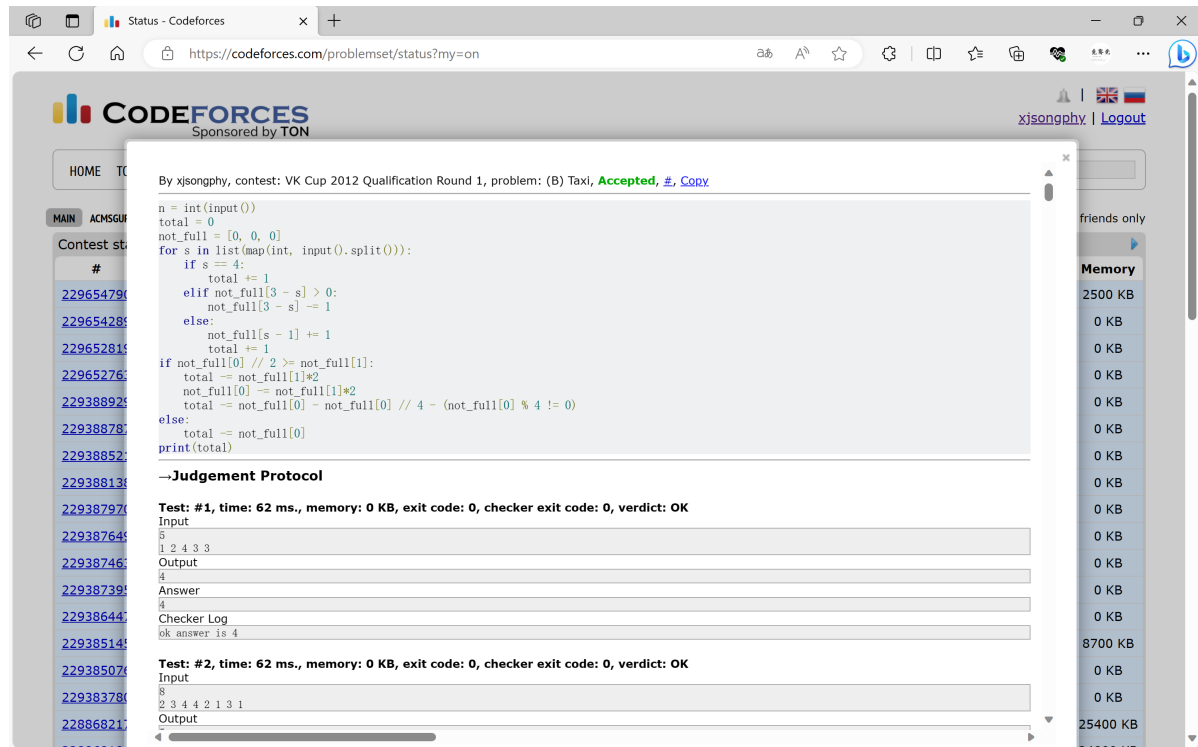 Status - Codeforces
https://codeforces.com/problemset/status?my=on
CODEFORCES
Sponsored by TON
xjsongphy | Logout
HOME
MAIN
friends only
#
Memory
By xjsongphy, contest: VK Cup 2012 Qualification Round 1, problem: (B) Taxi, Accepted, #, Copy
n = int(input())
total = 0
not_full = [0, 0, 0]
for s in list(map(int, input().split())):
    if s == 4:
        total += 1
    elif not_full[3 - s] > 0:
        not_full[3 - s] -= 1
    else:
        not_full[s - 1] += 1
        total += 1
if not_full[0] // 2 >= not_full[1]:
    total -= not_full[1]*2
    not_full[0] -= not_full[1]*2
    total -= not_full[0] - not_full[0] // 4 - (not_full[0] % 4 != 0)
else:
    total -= not_full[0]
print(total)
→Judgement Protocol
Test: #1, time: 62 ms., memory: 0 KB, exit code: 0, checker exit code: 0, verdict: OK
Input
5
1 2 4 3 3
Output
4
Answer
4
Checker Log
ok answer is 4
Test: #2, time: 62 ms., memory: 0 KB, exit code: 0, checker exit code: 0, verdict: OK
Input
8
2 3 4 4 2 1 3 1
Output
2500 KB
0 KB
0 KB
0 KB
0 KB
0 KB
0 KB
0 KB
0 KB
0 KB
0 KB
0 KB
0 KB
8700 KB
0 KB
0 KB
25400 KB